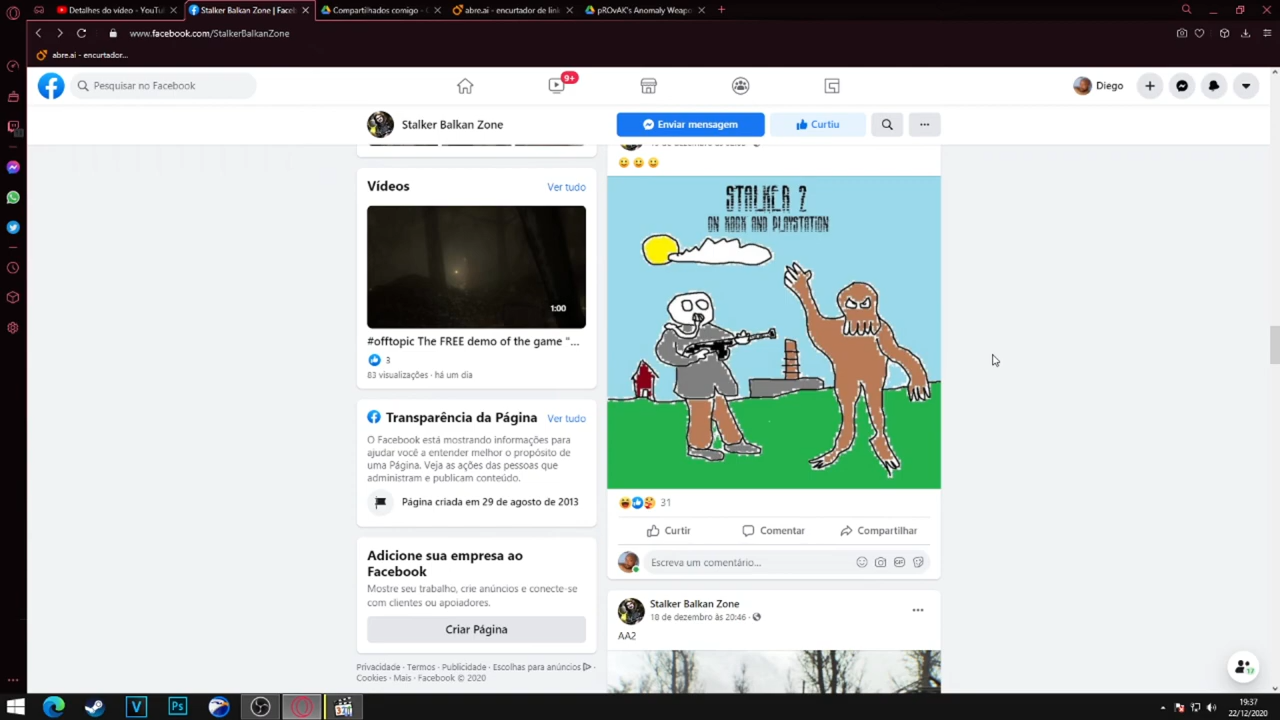 Detalhes do vídeo - YouTu
Stalker Balkan Zone | Faceb
Compartilhados comigo - G
abre.ai - encurtador de link
pROvAK's Anomaly Weapo
www.facebook.com/StalkerBalkanZone
abre.ai - encurtador...
Pesquisar no Facebook
9+
Diego
Stalker Balkan Zone
Enviar mensagem
Curtiu
Vídeos
Ver tudo
1:00
#offtopic The FREE demo of the game "...
3
83 visualizações · há um dia
Transparência da Página
Ver tudo
O Facebook está mostrando informações para
ajudar você a entender melhor o propósito de
uma Página. Veja as ações das pessoas que
administram e publicam conteúdo.
Página criada em 29 de agosto de 2013
Adicione sua empresa ao
Facebook
Mostre seu trabalho, crie anúncios e conecte-se
com clientes ou apoiadores.
Criar Página
Privacidade · Termos · Publicidade · Escolhas para anúncios ·
Cookies · Mais · Facebook © 2020
STALKER 2
ON XBOX AND PLAYSTATION
31
Curtir
Comentar
Compartilhar
Escreva um comentário...
GIF
Stalker Balkan Zone
18 de dezembro às 20:46 ·
AA2
17
V
Ps
19:37
22/12/2020